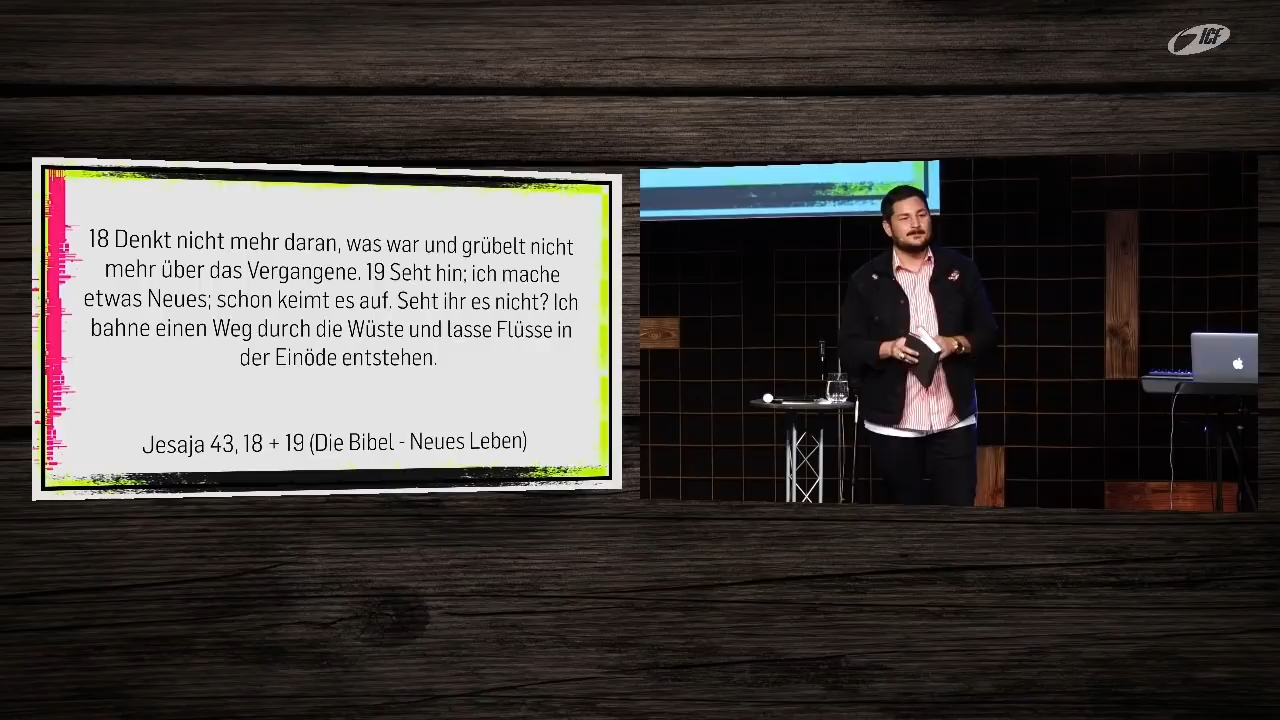 ICF
18 Denkt nicht mehr daran, was war und grübelt nicht
mehr über das Vergangene. 19 Seht hin; ich mache
etwas Neues; schon keimt es auf. Seht ihr es nicht? Ich
bahne einen Weg durch die Wüste und lasse Flüsse in
der Einöde entstehen.
Jesaja 43, 18 + 19 (Die Bibel - Neues Leben)